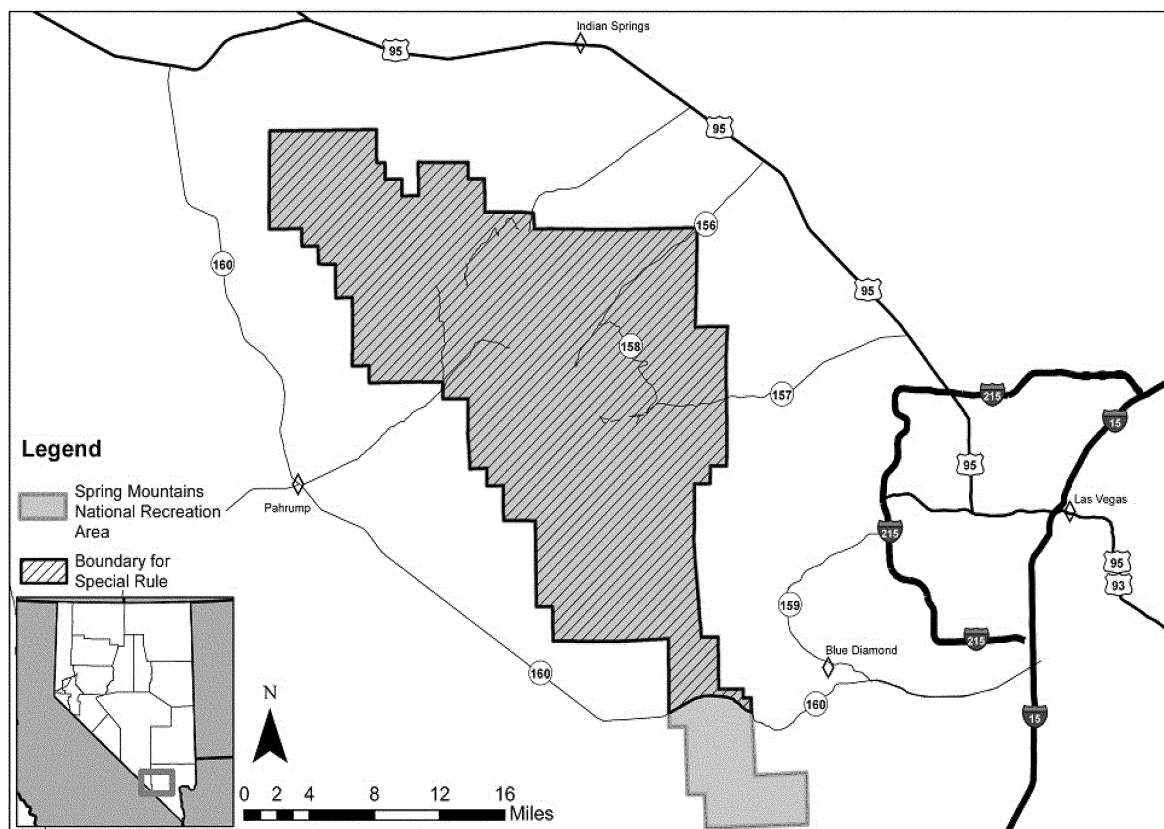 Indian Springs
95
95
156
160
95
158
157
215
15
95
Legend
Spring Mountains
National Recreation
Area
Pahrump
Las Vegas
215
95
93
Boundary for
Special Rule
159
215
Blue Diamond
160
160
15
N
0 2 4 8 12 16
Miles